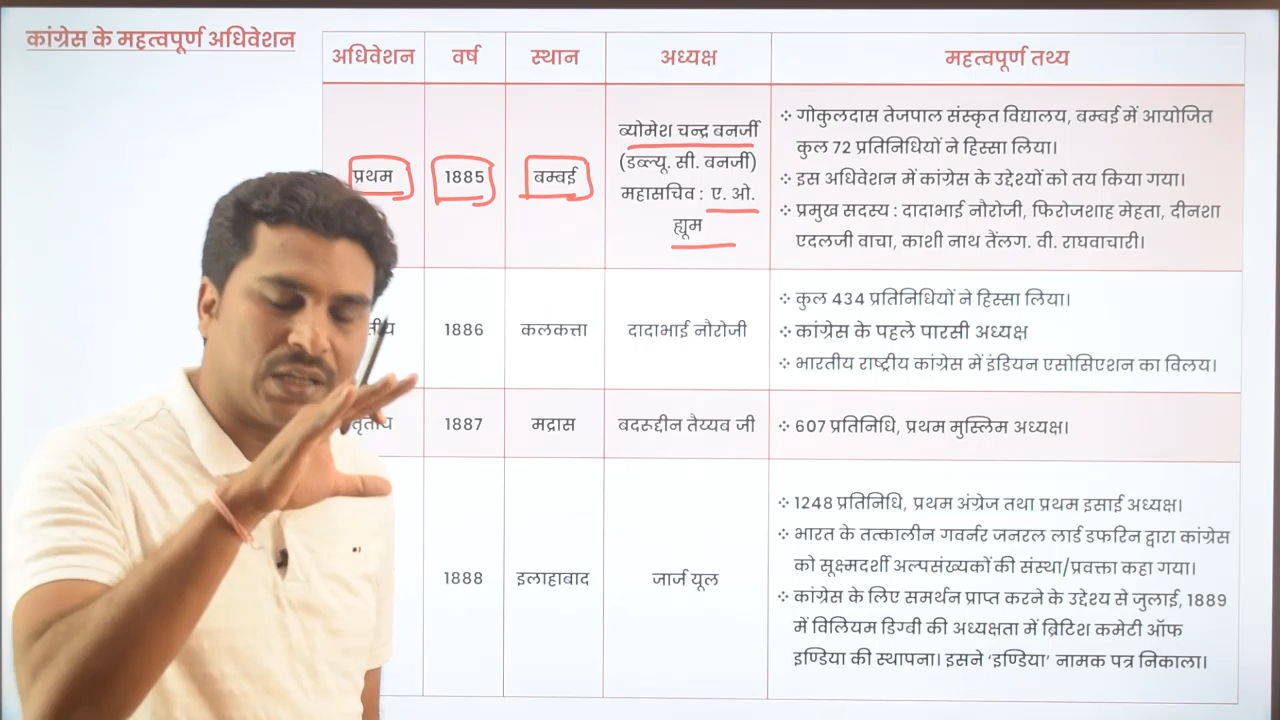 कांग्रेस के महत्वपूर्ण अधिवेशन
अधिवेशन वर्ष स्थान अध्यक्ष महत्वपूर्ण तथ्य
प्रथम 1885 बम्बई
ब्योमेश चन्द्र बनर्जी
(डब्ल्यू. सी. बनर्जी)
महासचिव : ए. ओ.
ह्यूम
❖ गोकुलदास तेजपाल संस्कृत विद्यालय, बम्बई में आयोजित
कुल 72 प्रतिनिधियों ने हिस्सा लिया।
❖ इस अधिवेशन में कांग्रेस के उद्देश्यों को तय किया गया।
❖ प्रमुख सदस्य : दादाभाई नौरोजी, फिरोजशाह मेहता, दीनशा
एदलजी वाचा, काशी नाथ तैंलग. वी. राघवाचारी।
1886 कलकत्ता दादाभाई नौरोजी
❖ कुल 434 प्रतिनिधियों ने हिस्सा लिया।
❖ कांग्रेस के पहले पारसी अध्यक्ष
❖ भारतीय राष्ट्रीय कांग्रेस में इंडियन एसोसिएशन का विलय।
तृतीय 1887 मद्रास बदरूद्दीन तैय्यब जी
❖ 607 प्रतिनिधि, प्रथम मुस्लिम अध्यक्ष।
1888 इलाहाबाद जार्ज यूल
❖ 1248 प्रतिनिधि, प्रथम अंग्रेज तथा प्रथम इसाई अध्यक्ष।
❖ भारत के तत्कालीन गवर्नर जनरल लार्ड डफरिन द्वारा कांग्रेस
को सूक्ष्मदर्शी अल्पसंख्यकों की संस्था/प्रवक्ता कहा गया।
❖ कांग्रेस के लिए समर्थन प्राप्त करने के उद्देश्य से जुलाई, 1889
में विलियम डिग्बी की अध्यक्षता में ब्रिटिश कमेटी ऑफ
इण्डिया की स्थापना। इसने ‘इण्डिया’ नामक पत्र निकाला।